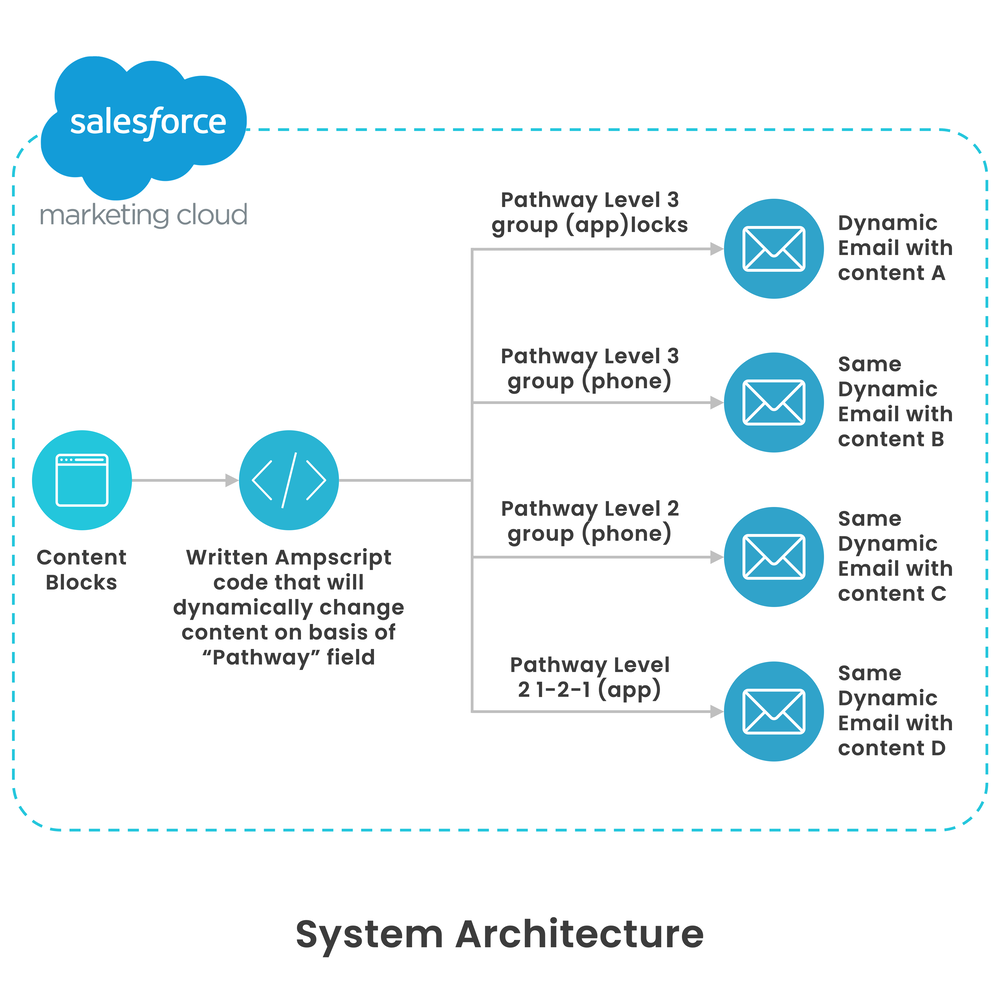 salesforce
marketing cloud
Pathway Level 3
group (app)locks
Dynamic
Email with
content A
Pathway Level 3
group (phone)
Same
Dynamic
Email with
content B
Content
Blocks
Written Ampscript
code that will
dynamically change
content on basis of
“Pathway” field
Pathway Level 2
group (phone)
Same
Dynamic
Email with
content C
Pathway Level
2 1-2-1 (app)
Same
Dynamic
Email with
content D
System Architecture